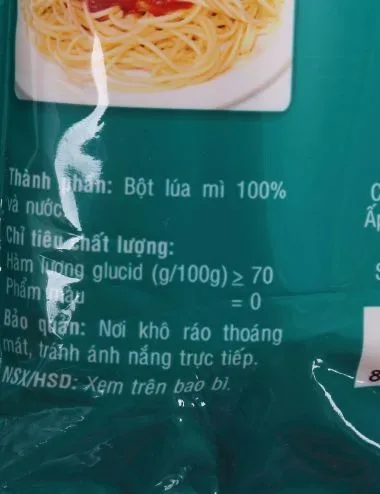 Thành phần: Bột lúa mì 100%
và nước.
Chỉ tiêu chất lượng:
Hàm lượng glucid (g/100g) ≥ 70
Phẩm màu = 0
Bảo quản: Nơi khô ráo thoáng
mát, tránh ánh nắng trực tiếp.
NSX/HSD: Xem trên bao bì.